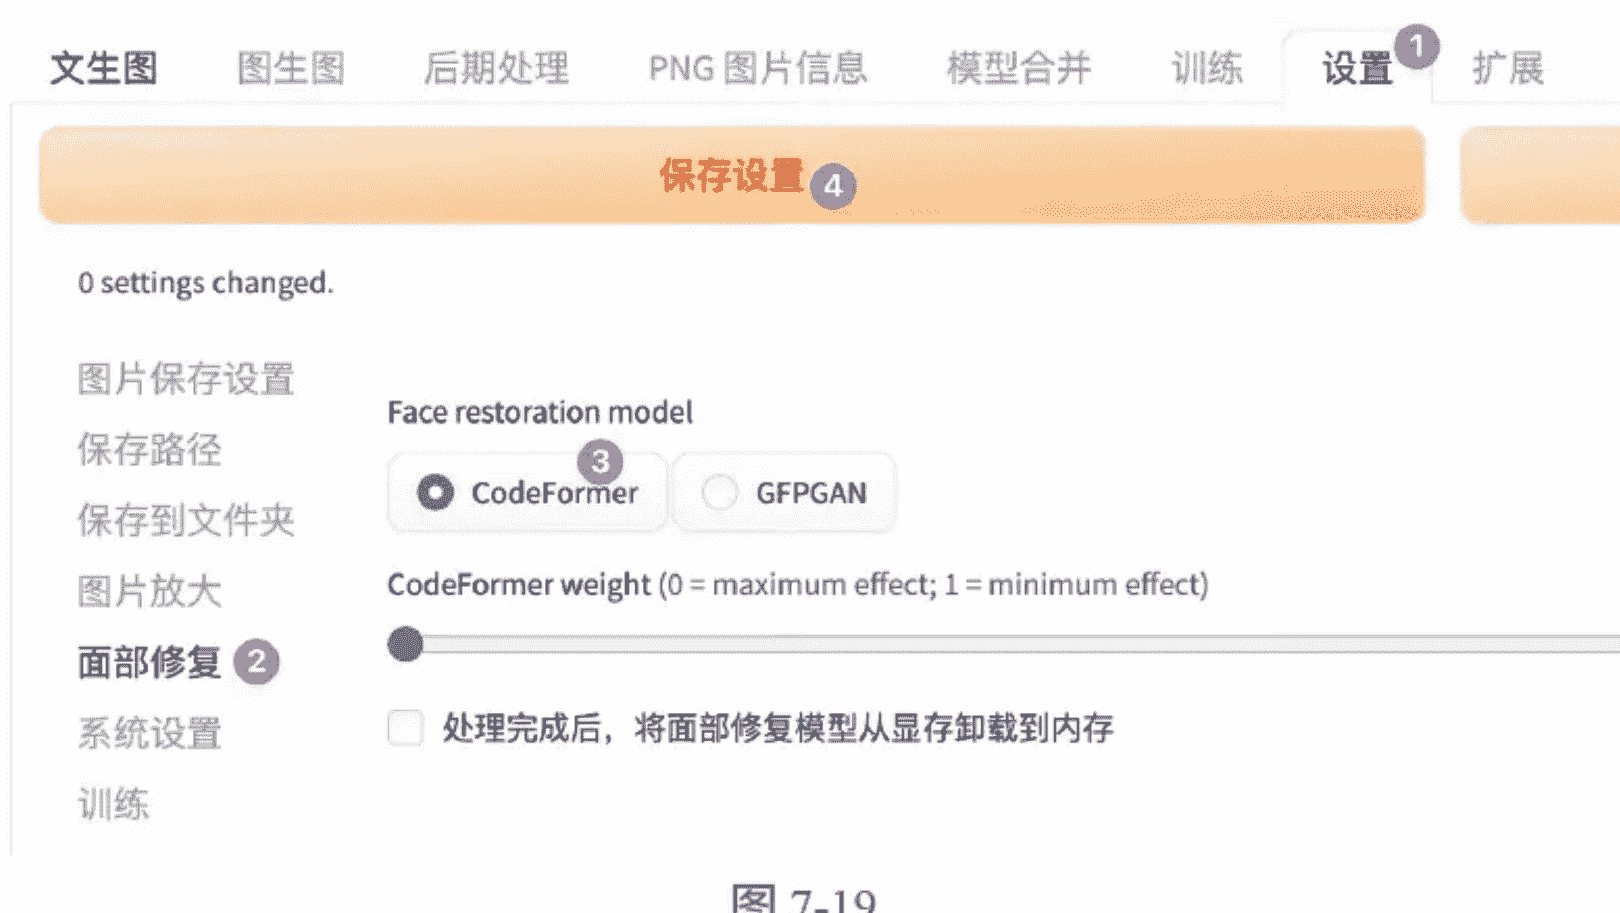 文生图 图生图 后期处理 PNG 图片信息 模型合并 训练 设置 1 扩展
保存设置 4
0 settings changed.
图片保存设置
保存路径
保存到文件夹
图片放大
面部修复 2
系统设置
训练
Face restoration model
3
CodeFormer GFPGAN
CodeFormer weight (0 = maximum effect; 1 = minimum effect)
处理完成后，将面部修复模型从显存卸载到内存
图 7-19